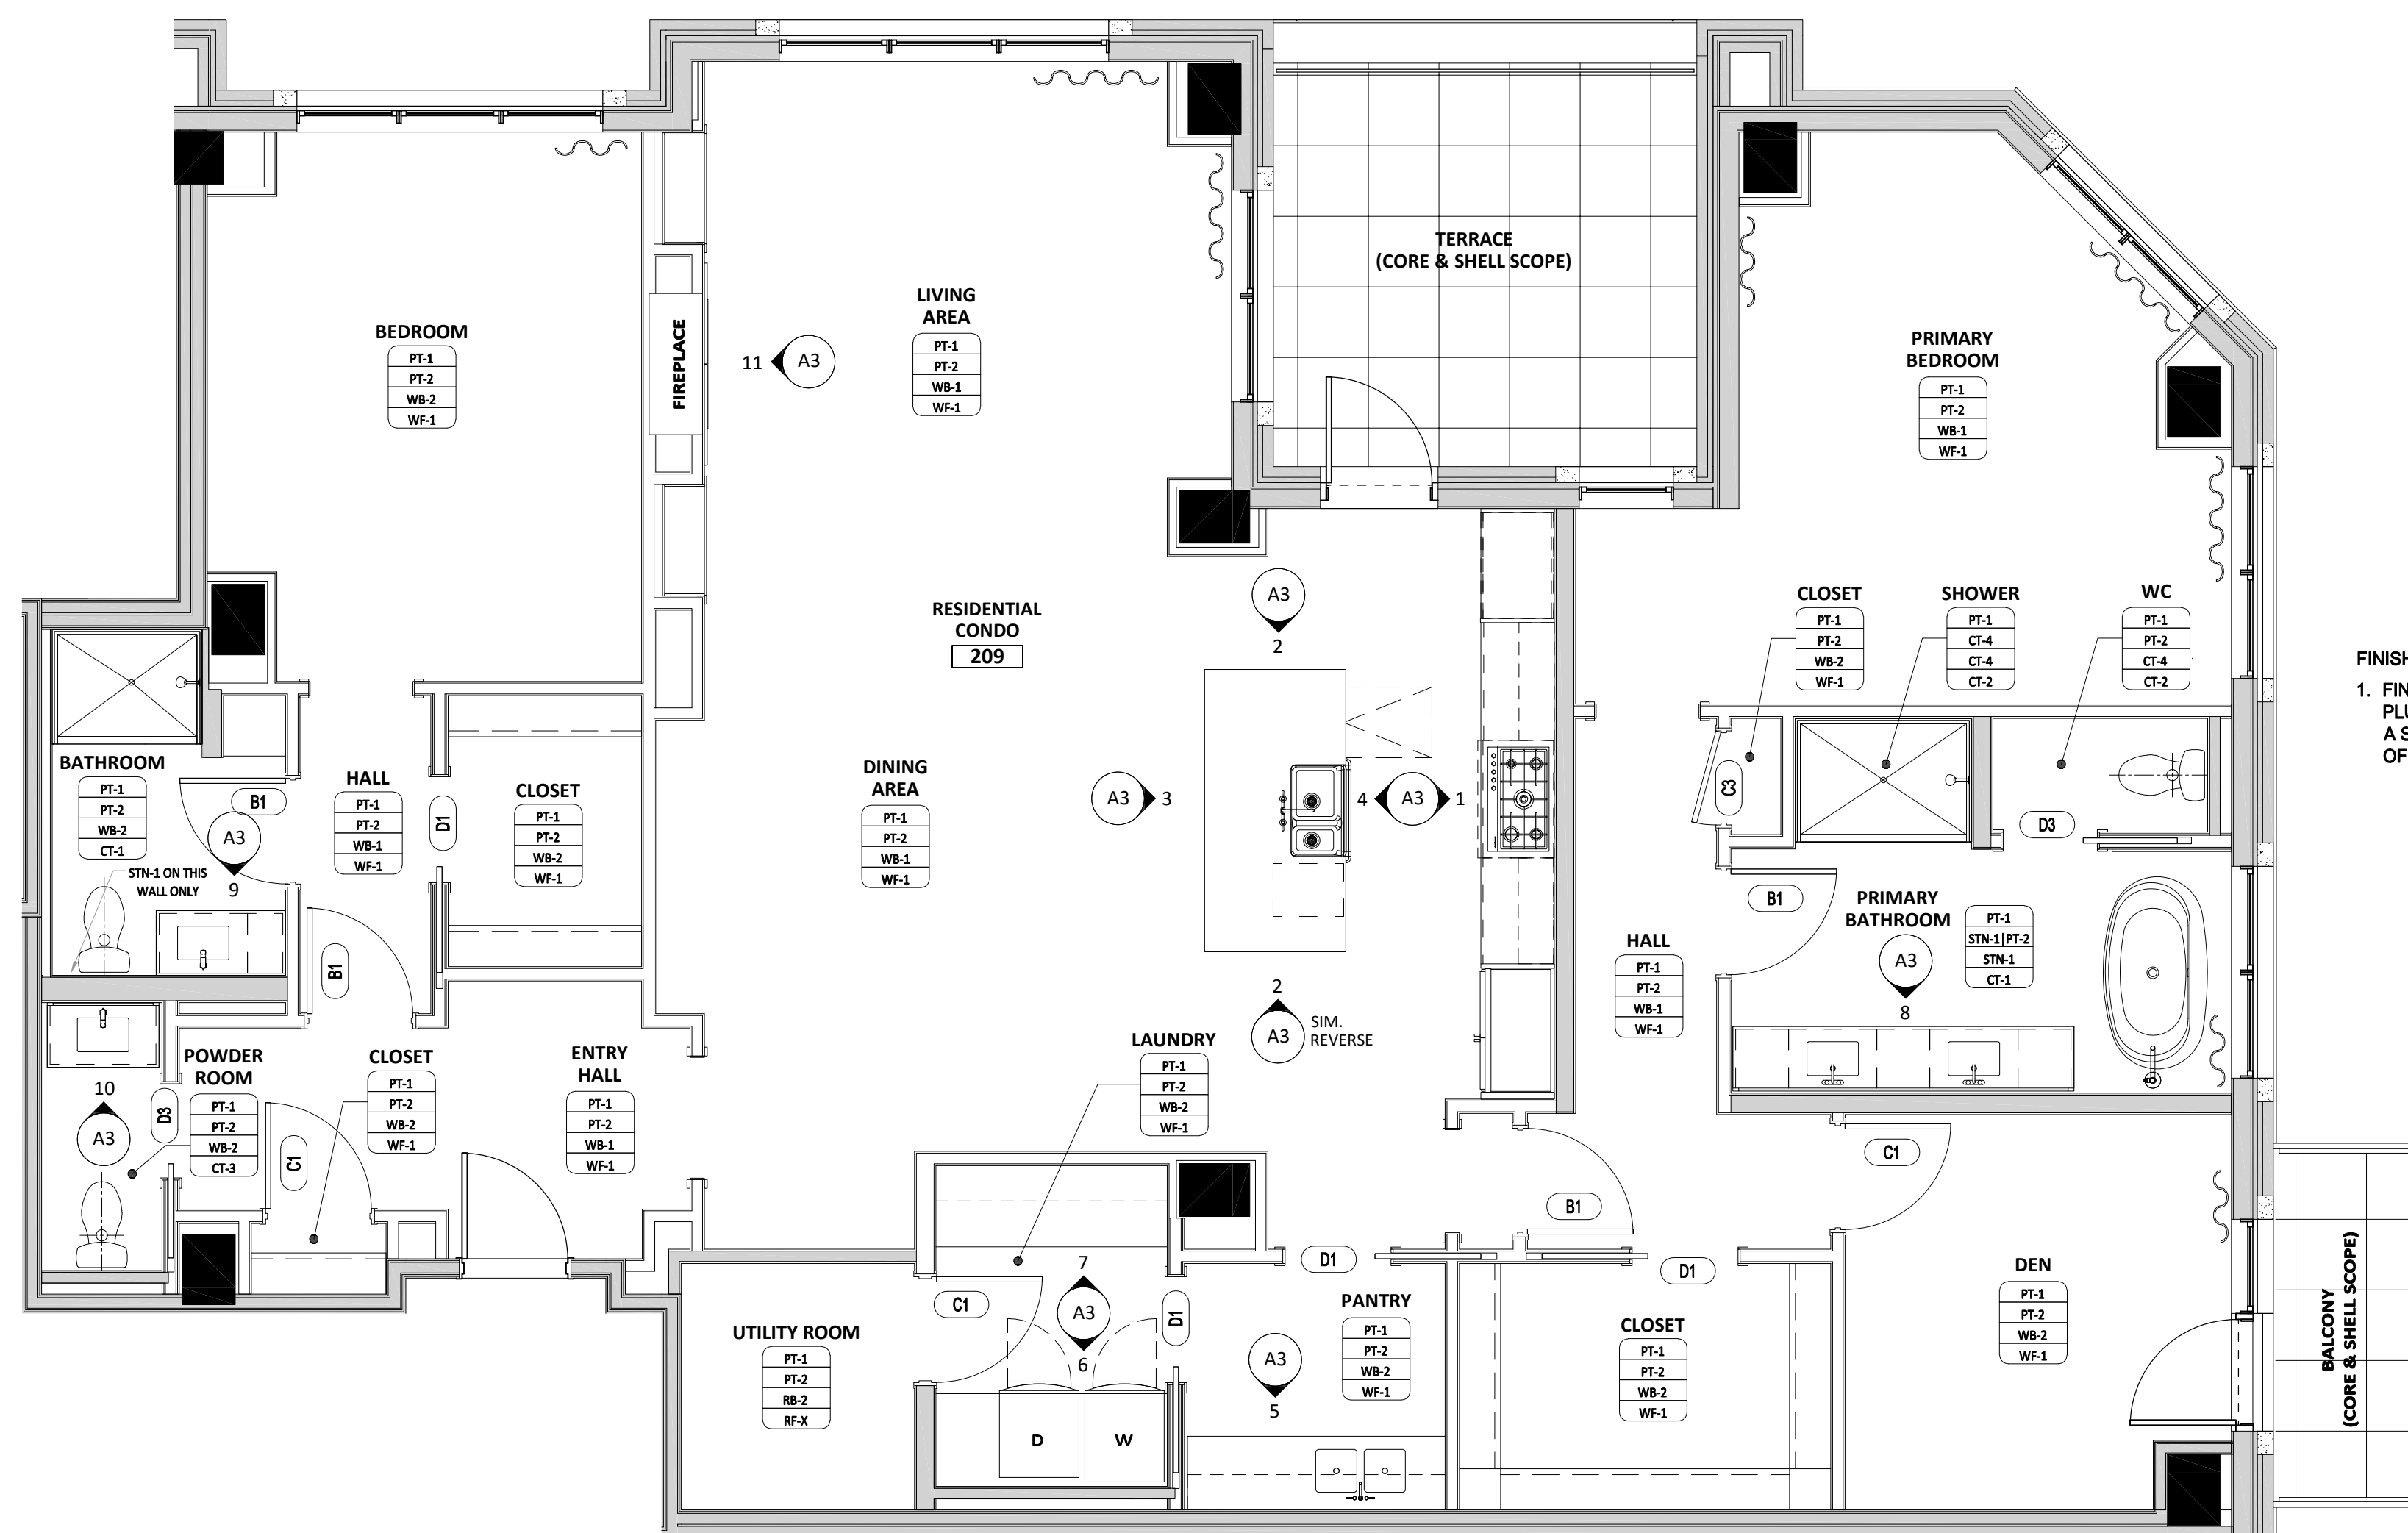 TERRACE
(CORE & SHELL SCOPE)
BEDROOM
PT-1
PT-2
WB-2
WF-1
FIREPLACE
11
A3
LIVING
AREA
PT-1
PT-2
WB-1
WF-1
PRIMARY
BEDROOM
PT-1
PT-2
WB-1
WF-1
RESIDENTIAL
CONDO
209
A3
2
CLOSET
PT-1
PT-2
WB-2
WF-1
SHOWER
PT-1
CT-4
CT-4
CT-2
WC
PT-1
PT-2
CT-4
CT-2
FINISH
1. FIN
PLU
A S
OF
BATHROOM
PT-1
PT-2
WB-2
CT-1
STN-1 ON THIS
WALL ONLY
B1
A3
9
HALL
PT-1
PT-2
WB-1
WF-1
D1
CLOSET
PT-1
PT-2
WB-2
WF-1
DINING
AREA
PT-1
PT-2
WB-1
WF-1
A3
3
4
A3
1
C3
D3
B1
PRIMARY
BATHROOM
PT-1
STN-1|PT-2
STN-1
CT-1
A3
8
HALL
PT-1
PT-2
WB-1
WF-1
B1
2
A3
SIM.
REVERSE
POWDER
ROOM
PT-1
PT-2
WB-2
CT-3
10
A3
D3
CLOSET
PT-1
PT-2
WB-2
WF-1
C1
ENTRY
HALL
PT-1
PT-2
WB-1
WF-1
LAUNDRY
PT-1
PT-2
WB-2
WF-1
B1
C1
UTILITY ROOM
PT-1
PT-2
RB-2
RF-X
C1
7
A3
6
D1
D
W
D1
PANTRY
PT-1
PT-2
WB-2
WF-1
A3
5
D1
CLOSET
PT-1
PT-2
WB-2
WF-1
DEN
PT-1
PT-2
WB-2
WF-1
BALCONY
(CORE & SHELL SCOPE)